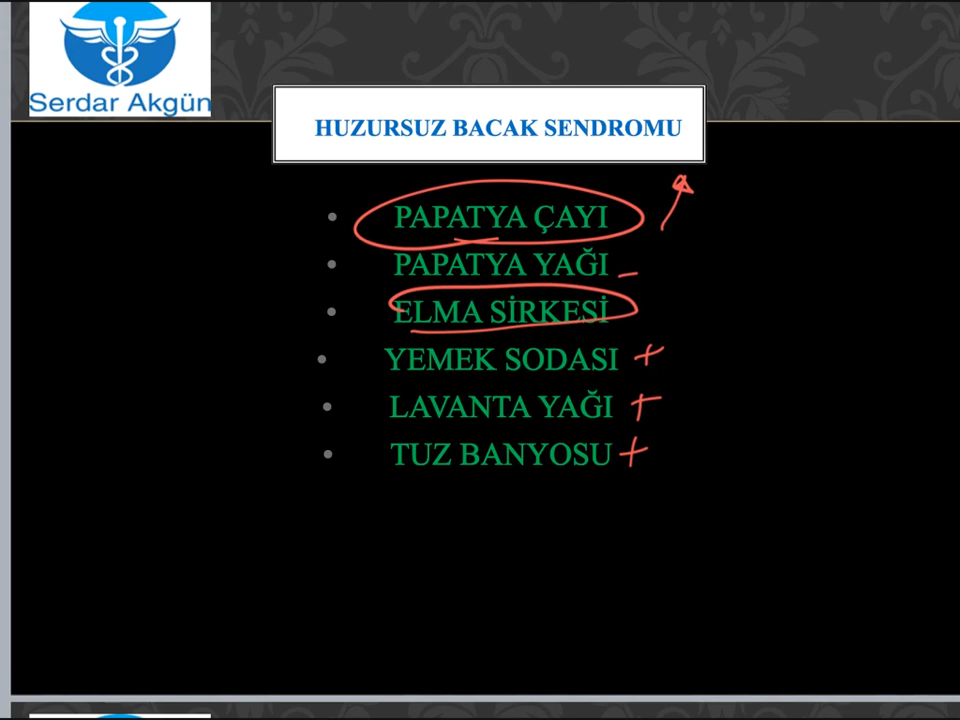 Serdar Akgün
HUZURSUZ BACAK SENDROMU
• PAPATYA ÇAYI
• PAPATYA YAĞI
• ELMA SİRKESİ
• YEMEK SODASI +
• LAVANTA YAĞI +
• TUZ BANYOSU +